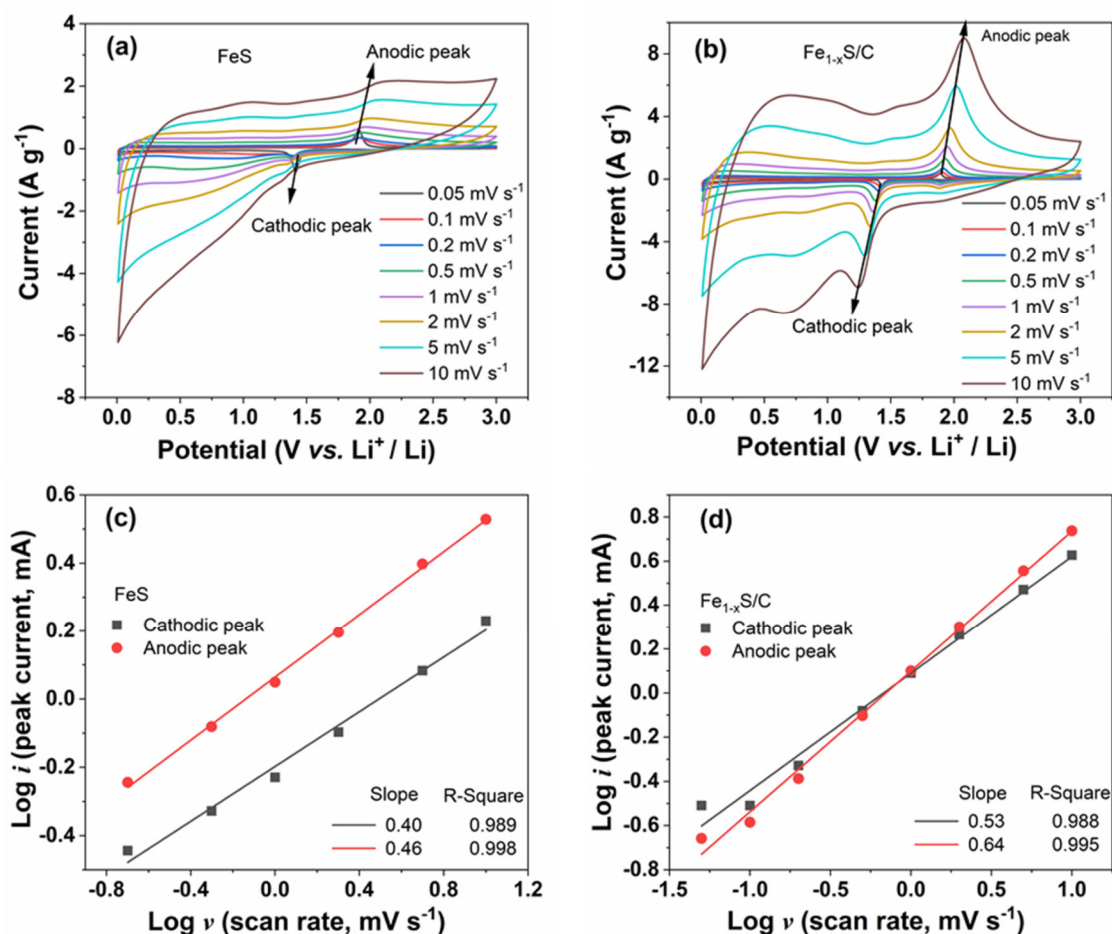 (a)
FeS
Anodic peak
Cathodic peak
0.05 mV s⁻¹
0.1 mV s⁻¹
0.2 mV s⁻¹
0.5 mV s⁻¹
1 mV s⁻¹
2 mV s⁻¹
5 mV s⁻¹
10 mV s⁻¹
4
2
0
-2
-4
-6
-8
Current (A g⁻¹)
0.0 0.5 1.0 1.5 2.0 2.5 3.0
Potential (V vs. Li⁺ / Li)
(b)
Fe₁₋ₓS/C
Anodic peak
Cathodic peak
0.05 mV s⁻¹
0.1 mV s⁻¹
0.2 mV s⁻¹
0.5 mV s⁻¹
1 mV s⁻¹
2 mV s⁻¹
5 mV s⁻¹
10 mV s⁻¹
8
4
0
-4
-8
-12
Current (A g⁻¹)
0.0 0.5 1.0 1.5 2.0 2.5 3.0
Potential (V vs. Li⁺ / Li)
(c)
FeS
Cathodic peak
Anodic peak
Slope R-Square
0.40 0.989
0.46 0.998
0.6
0.4
0.2
0.0
-0.2
-0.4
Log i (peak current, mA)
-0.8 -0.4 0.0 0.4 0.8 1.2
Log v (scan rate, mV s⁻¹)
(d)
Fe₁₋ₓS/C
Cathodic peak
Anodic peak
Slope R-Square
0.53 0.988
0.64 0.995
0.8
0.6
0.4
0.2
0.0
-0.2
-0.4
-0.6
-0.8
Log i (peak current, mA)
-1.5 -1.0 -0.5 0.0 0.5 1.0
Log v (scan rate, mV s⁻¹)